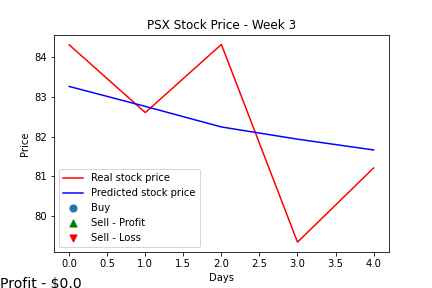 PSX Stock Price - Week 3
84
83
82
81
80
Price
Real stock price
Predicted stock price
Buy
Sell - Profit
Sell - Loss
0.0 0.5 1.0 1.5 2.0 2.5 3.0 3.5 4.0
Days
Profit - $0.0